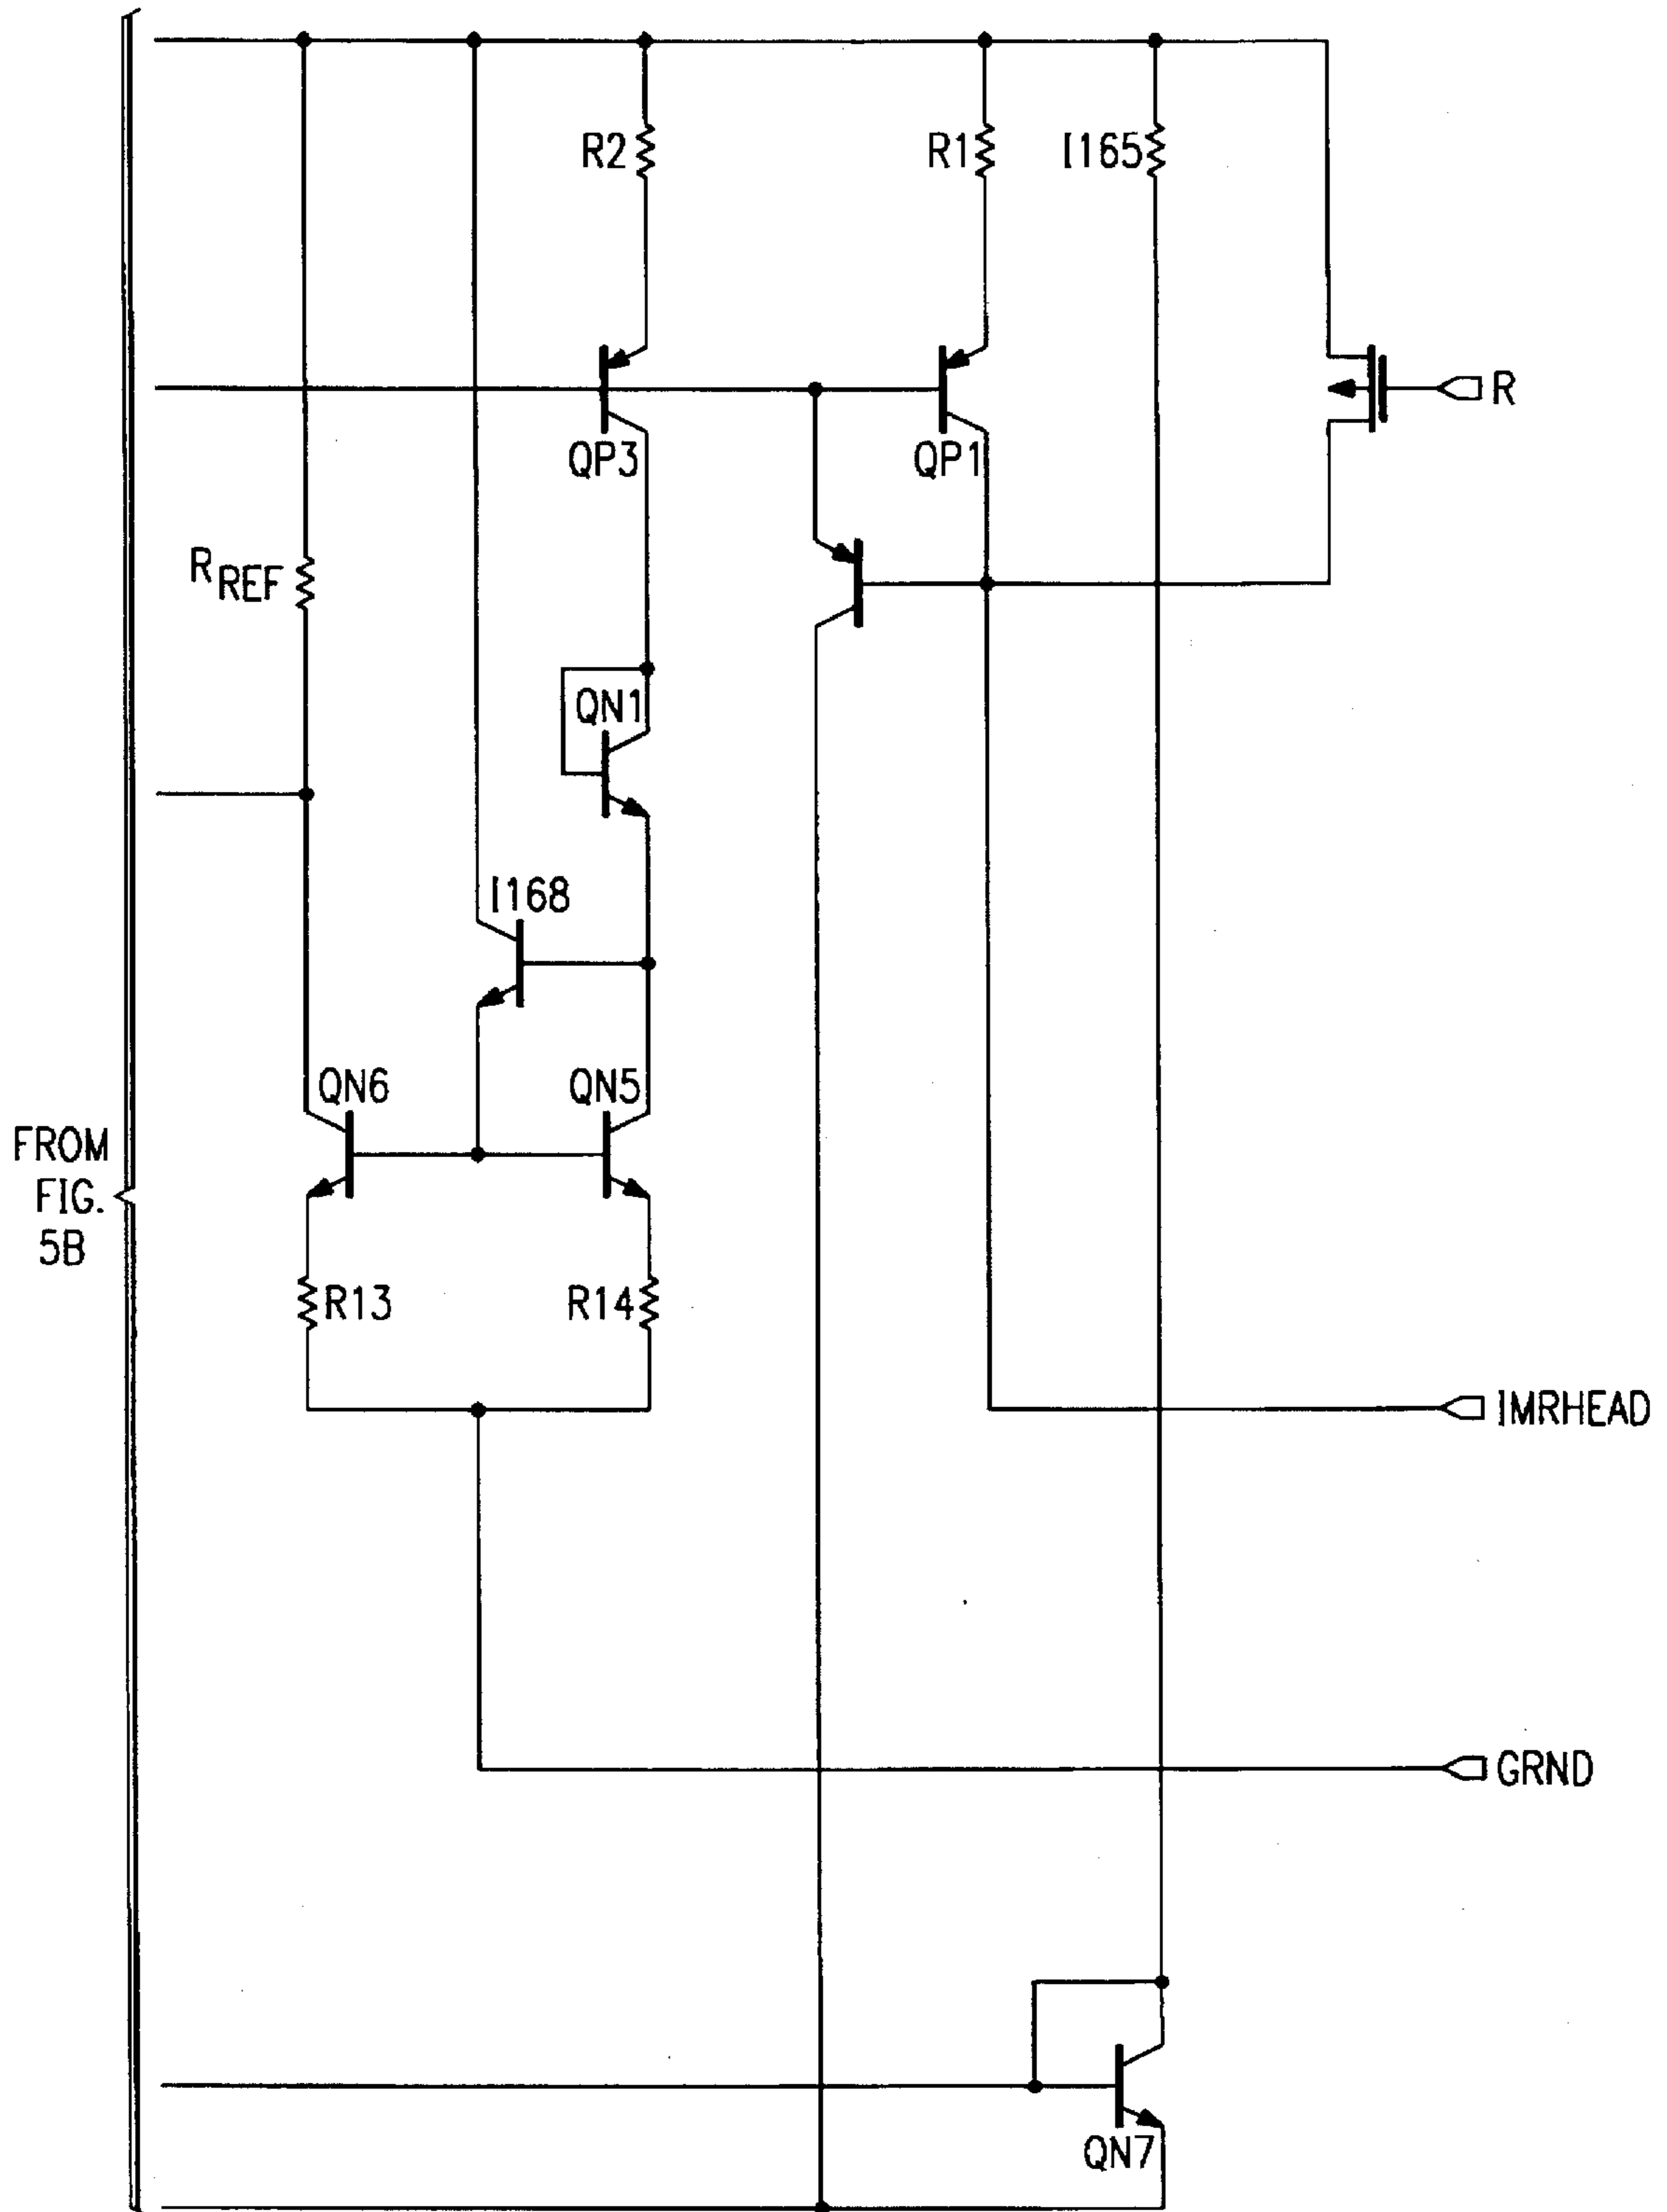 R2
R1
I165
R
QP3
QP1
RREF
QN1
I168
QN6
QN5
FROM
FIG.
5B
R13
R14
IMRHEAD
GRND
QN7